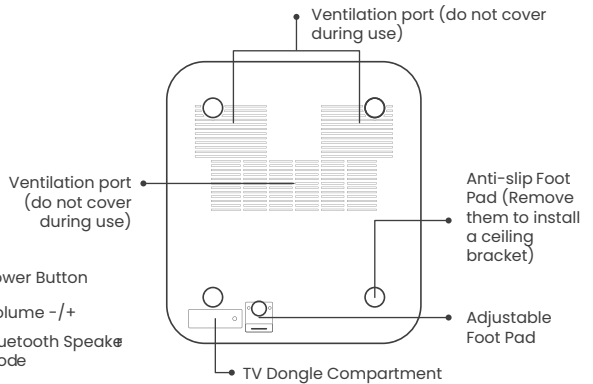 Ventilation port (do not cover
during use)
Ventilation port
(do not cover
during use)
Anti-slip Foot
Pad (Remove
them to install
a ceiling
bracket)
ower Button
olume -/+
uetooth Speaker
ode
Adjustable
Foot Pad
TV Dongle Compartment